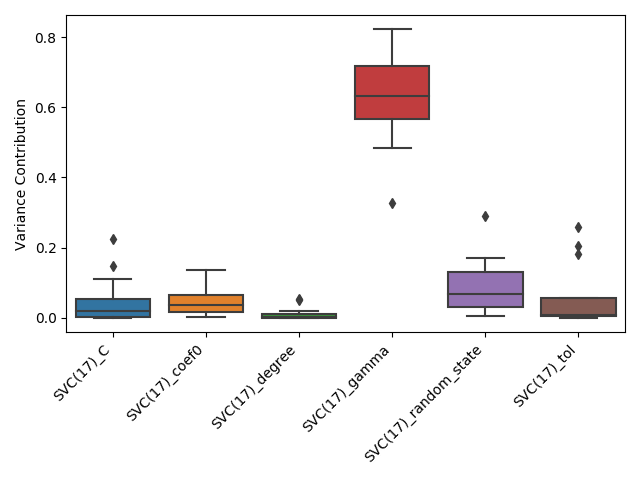 0.8
0.6
0.4
0.2
0.0
Variance Contribution
SVC(17)_C
SVC(17)_coef0
SVC(17)_degree
SVC(17)_gamma
SVC(17)_random_state
SVC(17)_tol